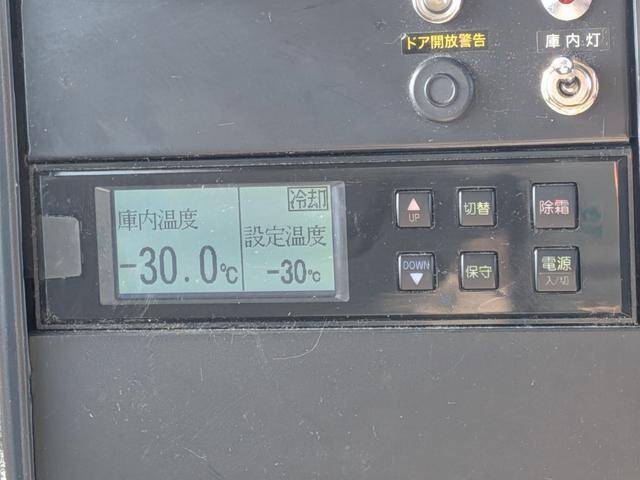 ドア開放警告
庫内灯
冷却
庫内温度
設定温度
-30.0℃
-30℃
▲
UP
切替
除霜
DOWN
▼
保守
電源
入/切